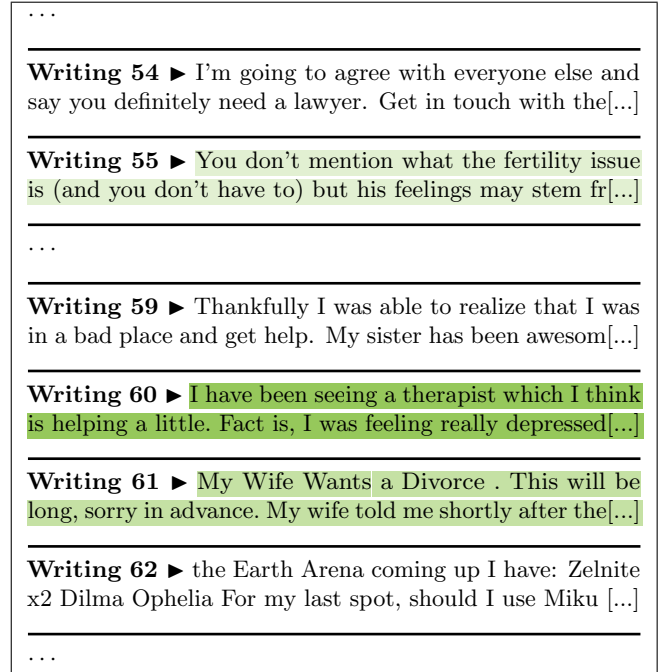 ...
Writing 54 ▶ I'm going to agree with everyone else and
say you definitely need a lawyer. Get in touch with the[...]
Writing 55 ▶ You don't mention what the fertility issue
is (and you don't have to) but his feelings may stem fr[...]
...
Writing 59 ▶ Thankfully I was able to realize that I was
in a bad place and get help. My sister has been awesom[...]
Writing 60 ▶ I have been seeing a therapist which I think
is helping a little. Fact is, I was feeling really depressed[...]
Writing 61 ▶ My Wife Wants a Divorce . This will be
long, sorry in advance. My wife told me shortly after the[...]
Writing 62 ▶ the Earth Arena coming up I have: Zelnite
x2 Dilma Ophelia For my last spot, should I use Miku [...]
...